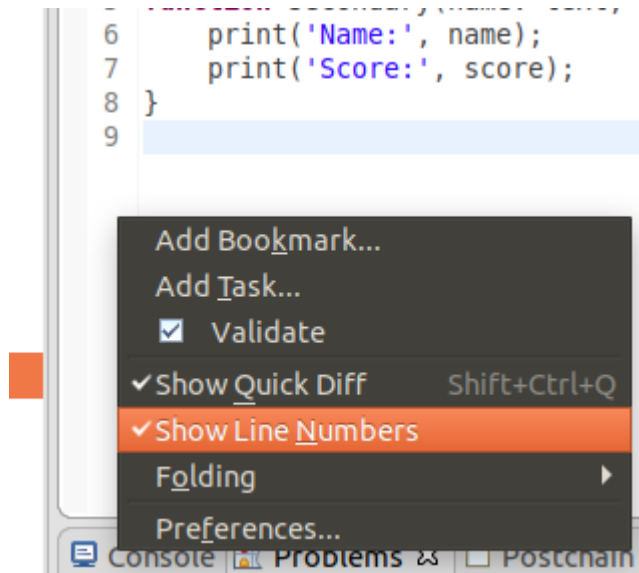 6 print('Name:', name);
7 print('Score:', score);
8 }
9
Add Bookmark...
Add Task...
Validate
Show Quick Diff Shift+Ctrl+Q
Show Line Numbers
Folding
Preferences...
Console Problems Postchain